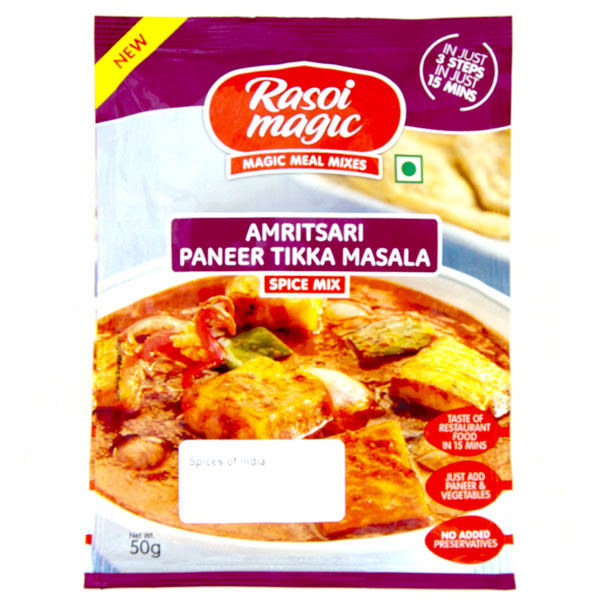 NEW
IN JUST
3 STEPS
IN JUST
15 MINS
Rasoi
magic
MAGIC MEAL MIXES
AMRITSARI
PANEER TIKKA MASALA
SPICE MIX
TASTE OF
RESTAURANT
FOOD
IN 15 MINS
Spices of India
JUST ADD
PANEER &
VEGETABLES
NO ADDED
PRESERVATIVES
Net Wt.
50g